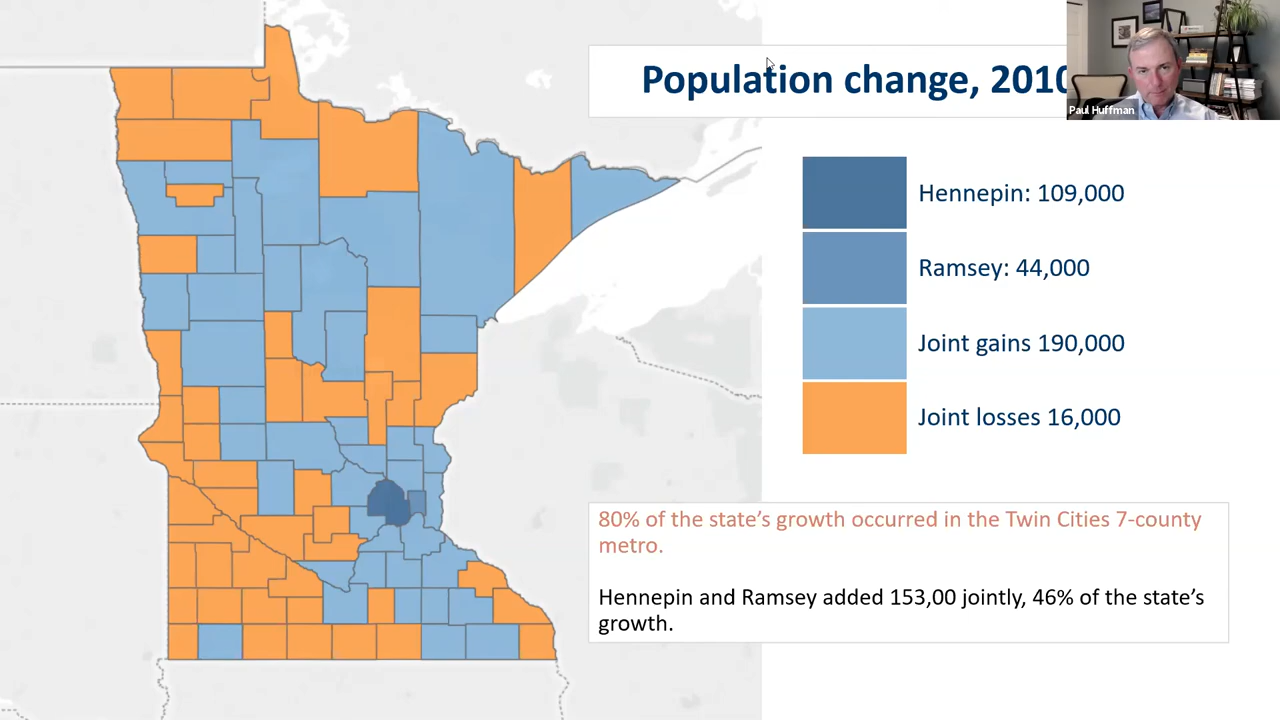 Population change, 2010
Paul Huffman
Hennepin: 109,000
Ramsey: 44,000
Joint gains 190,000
Joint losses 16,000
80% of the state's growth occurred in the Twin Cities 7-county
metro.
Hennepin and Ramsey added 153,00 jointly, 46% of the state's
growth.